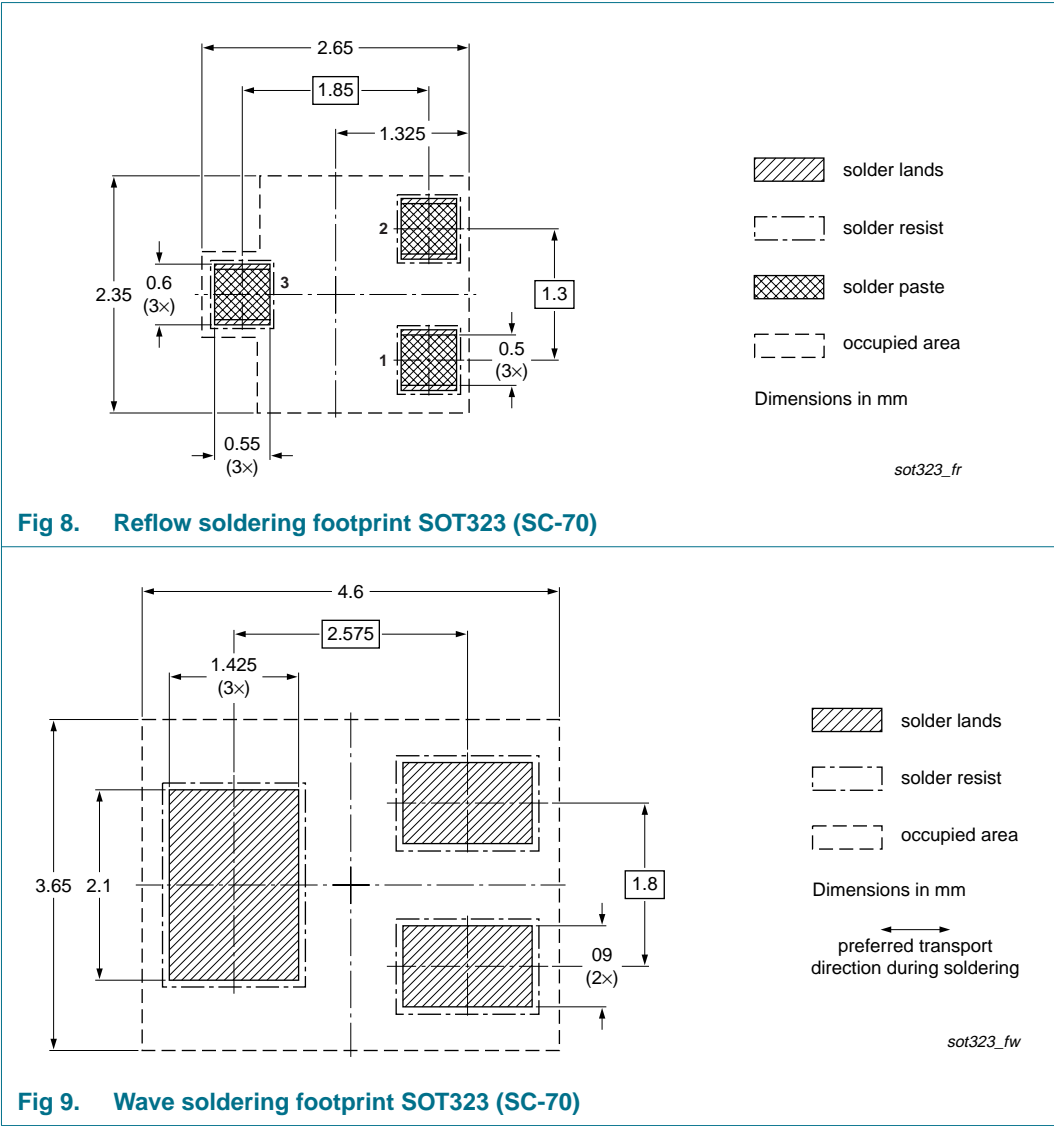 2.65
1.85
1.325
solder lands
2
solder resist
0.6
(3×)
3
2.35
1.3
solder paste
1
0.5
(3×)
occupied area
Dimensions in mm
0.55
(3×)
sot323_fr
Fig 8. Reflow soldering footprint SOT323 (SC-70)
4.6
2.575
1.425
(3×)
solder lands
solder resist
occupied area
3.65
2.1
1.8
Dimensions in mm
09
(2×)
preferred transport
direction during soldering
sot323_fw
Fig 9. Wave soldering footprint SOT323 (SC-70)